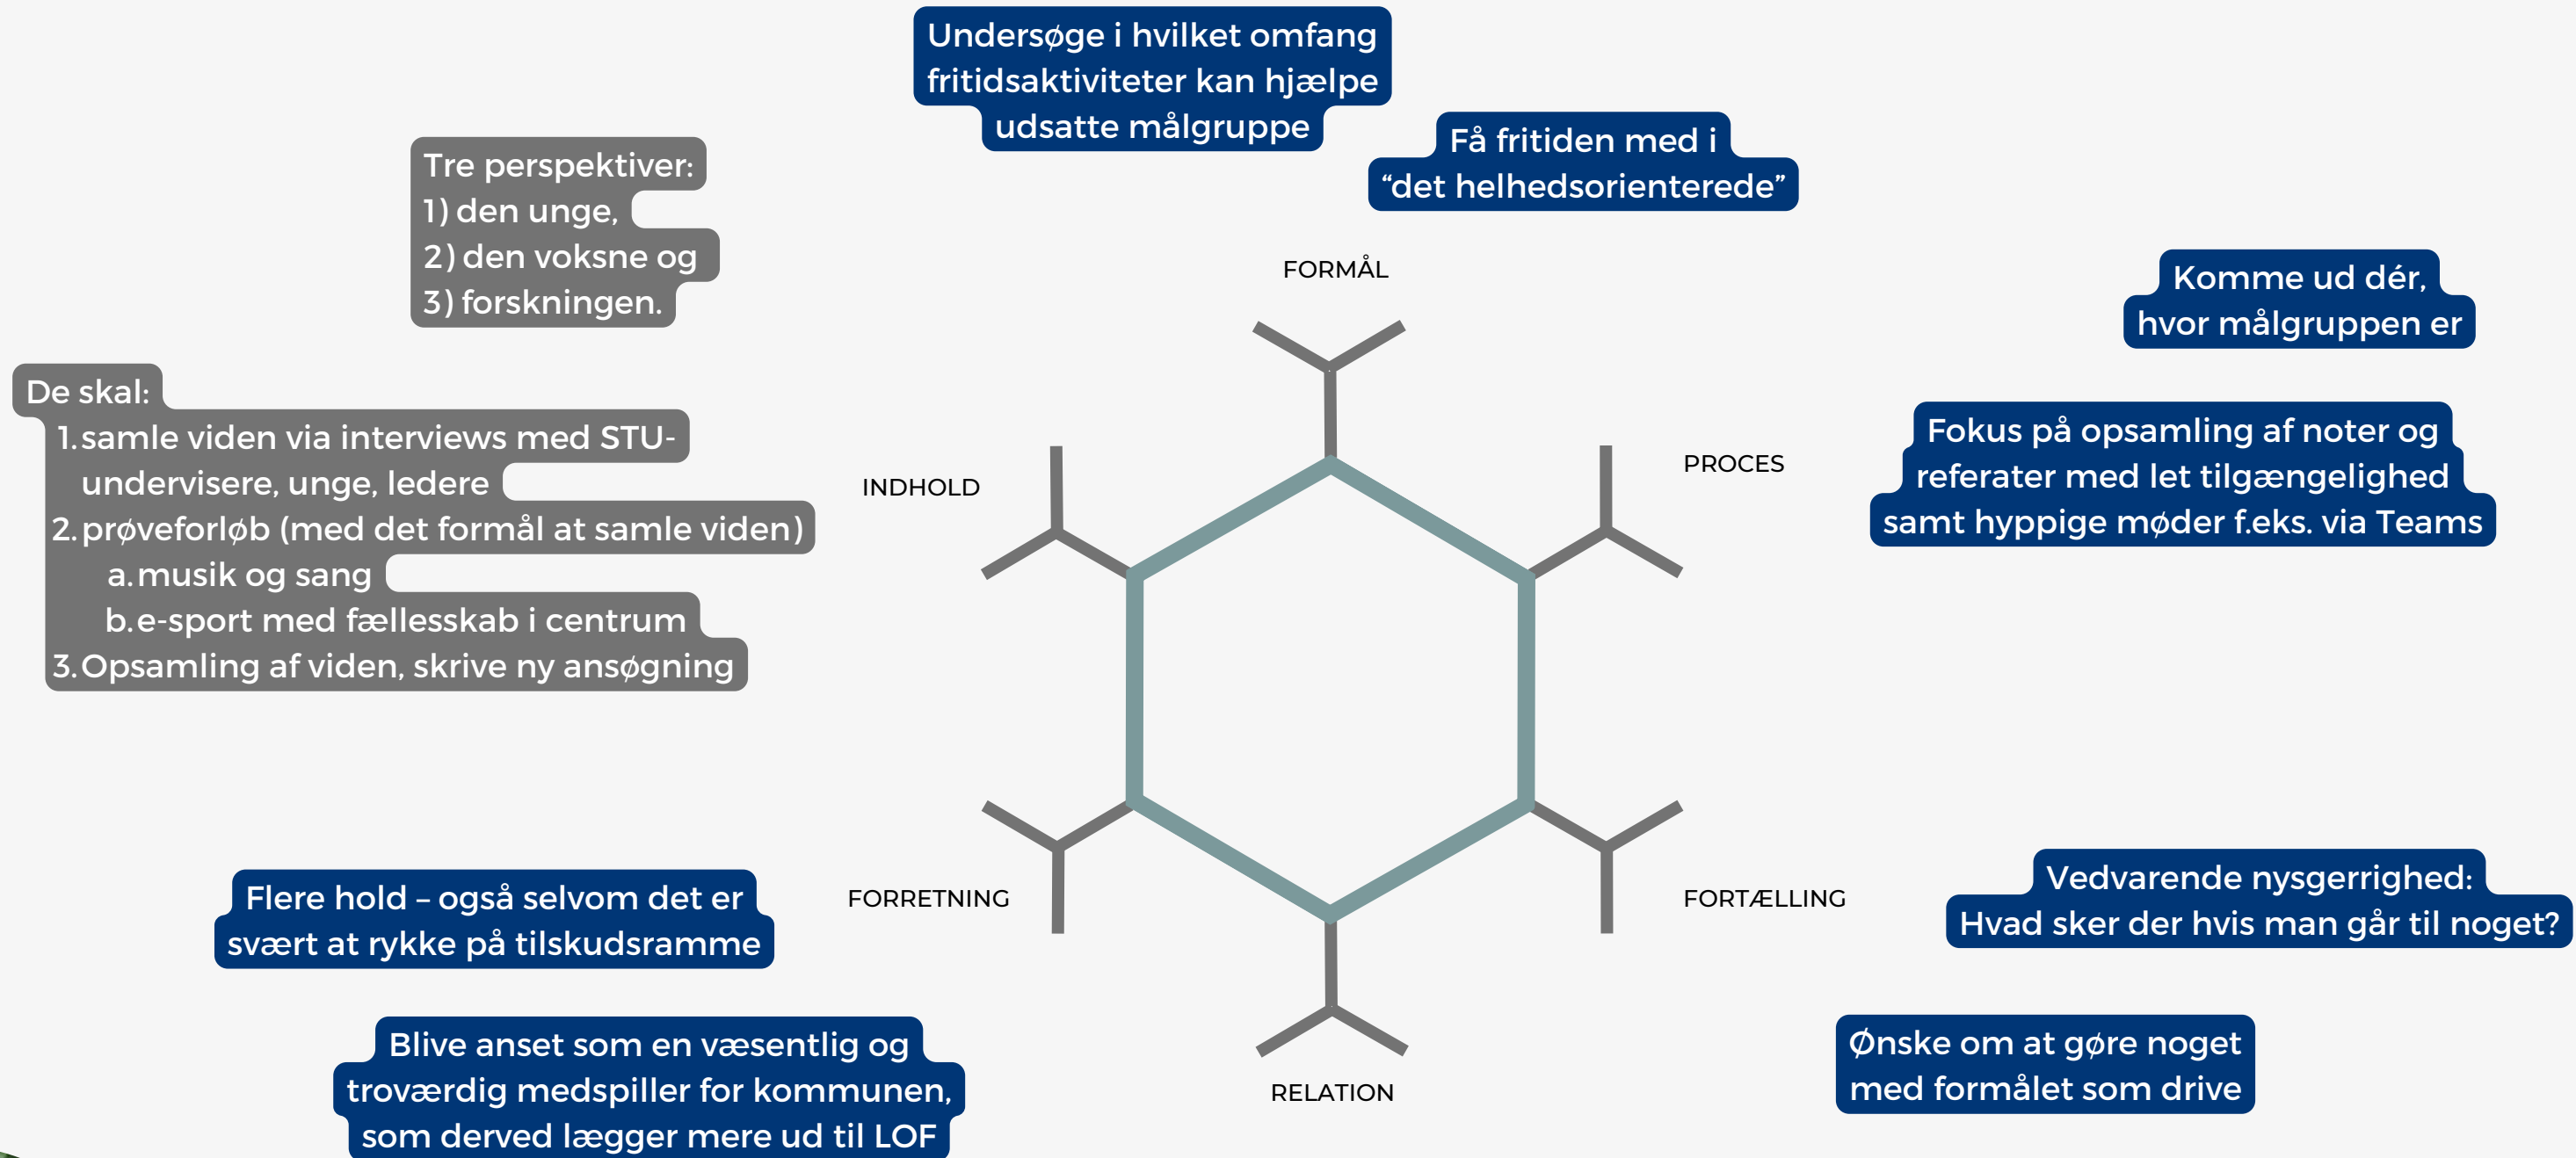 Undersøge i hvilket omfang
fritidsaktiviteter kan hjælpe
udsatte målgruppe
Få fritiden med i
“det helhedsorienterede”
Tre perspektiver:
1) den unge,
2) den voksne og
3) forskningen.
FORMÅL
Komme ud dér,
hvor målgruppen er
De skal:
1. samle viden via interviews med STU-
undervisere, unge, ledere
2. prøveforløb (med det formål at samle viden)
a. musik og sang
b. e-sport med fællesskab i centrum
3. Opsamling af viden, skrive ny ansøgning
INDHOLD
PROCES
Fokus på opsamling af noter og
referater med let tilgængelighed
samt hyppige møder f.eks. via Teams
Flere hold – også selvom det er
svært at rykke på tilskudsramme
FORRETNING
FORTÆLLING
Vedvarende nysgerrighed:
Hvad sker der hvis man går til noget?
Blive anset som en væsentlig og
troværdig medspiller for kommunen,
som derved lægger mere ud til LOF
RELATION
Ønske om at gøre noget
med formålet som drive